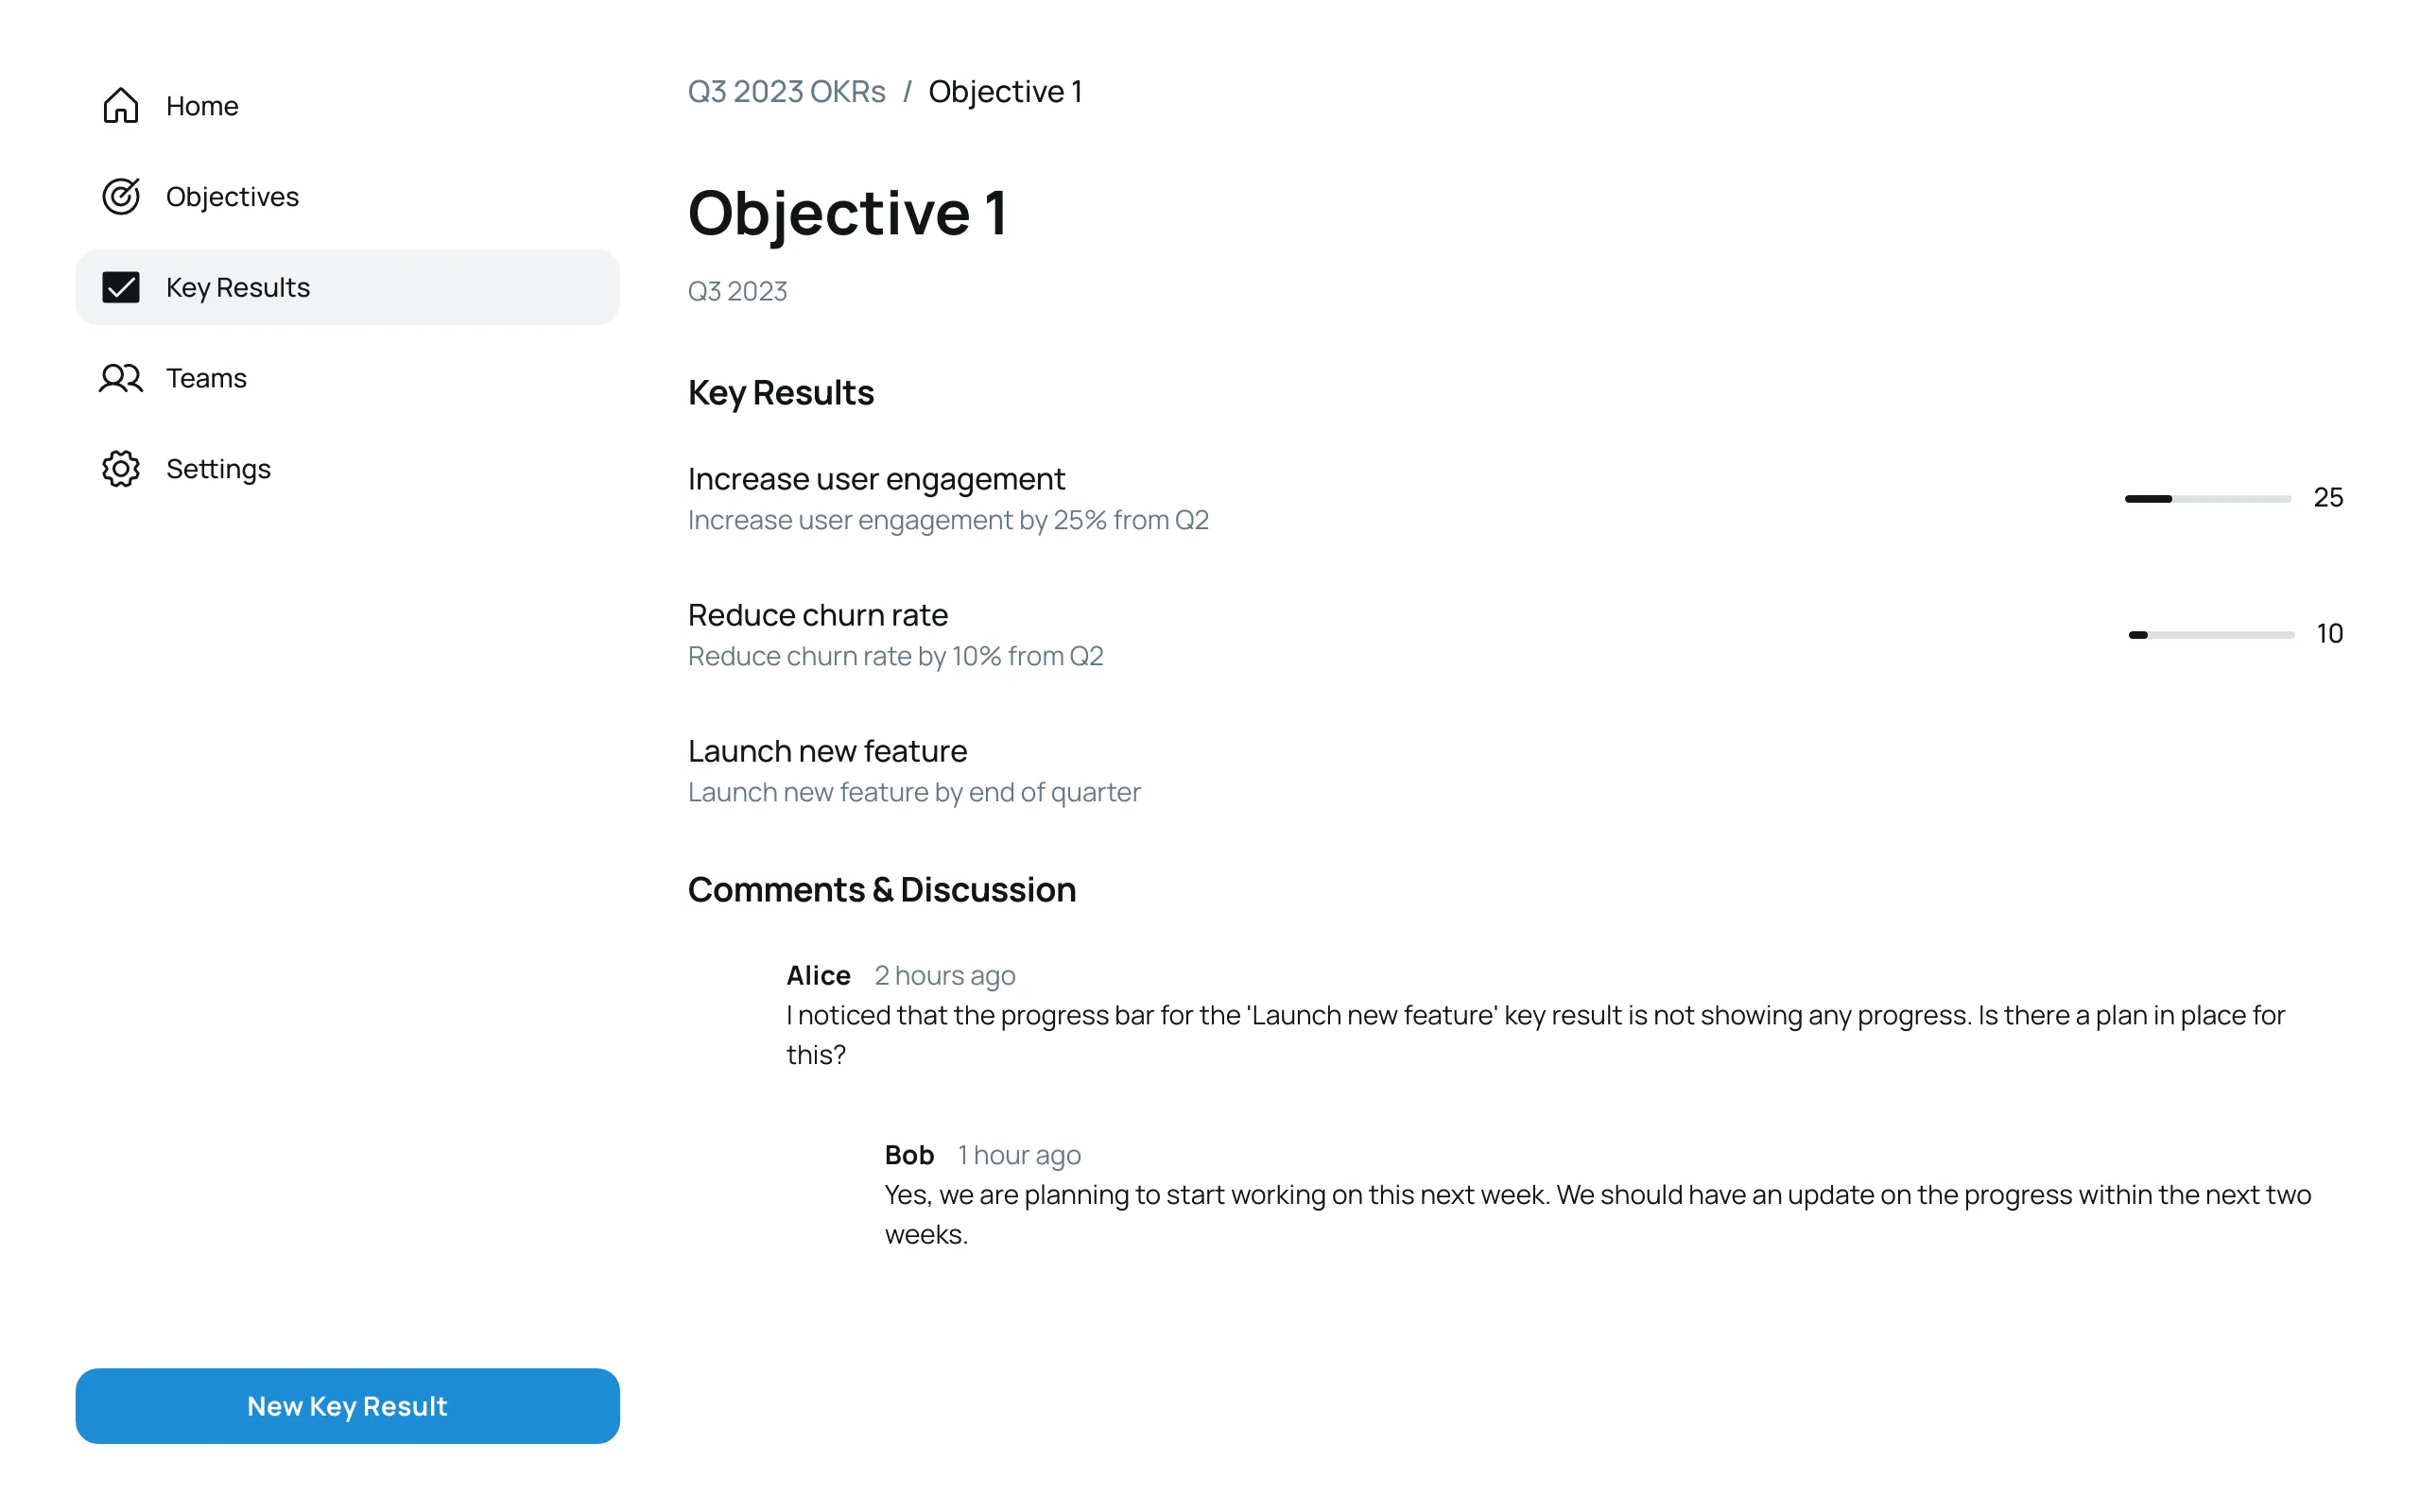 Home
Objectives
Key Results
Teams
Settings
New Key Result
Q3 2023 OKRs / Objective 1
Objective 1
Q3 2023
Key Results
Increase user engagement
Increase user engagement by 25% from Q2
25
Reduce churn rate
Reduce churn rate by 10% from Q2
10
Launch new feature
Launch new feature by end of quarter
Comments & Discussion
Alice 2 hours ago
I noticed that the progress bar for the 'Launch new feature' key result is not showing any progress. Is there a plan in place for
this?
Bob 1 hour ago
Yes, we are planning to start working on this next week. We should have an update on the progress within the next two
weeks.